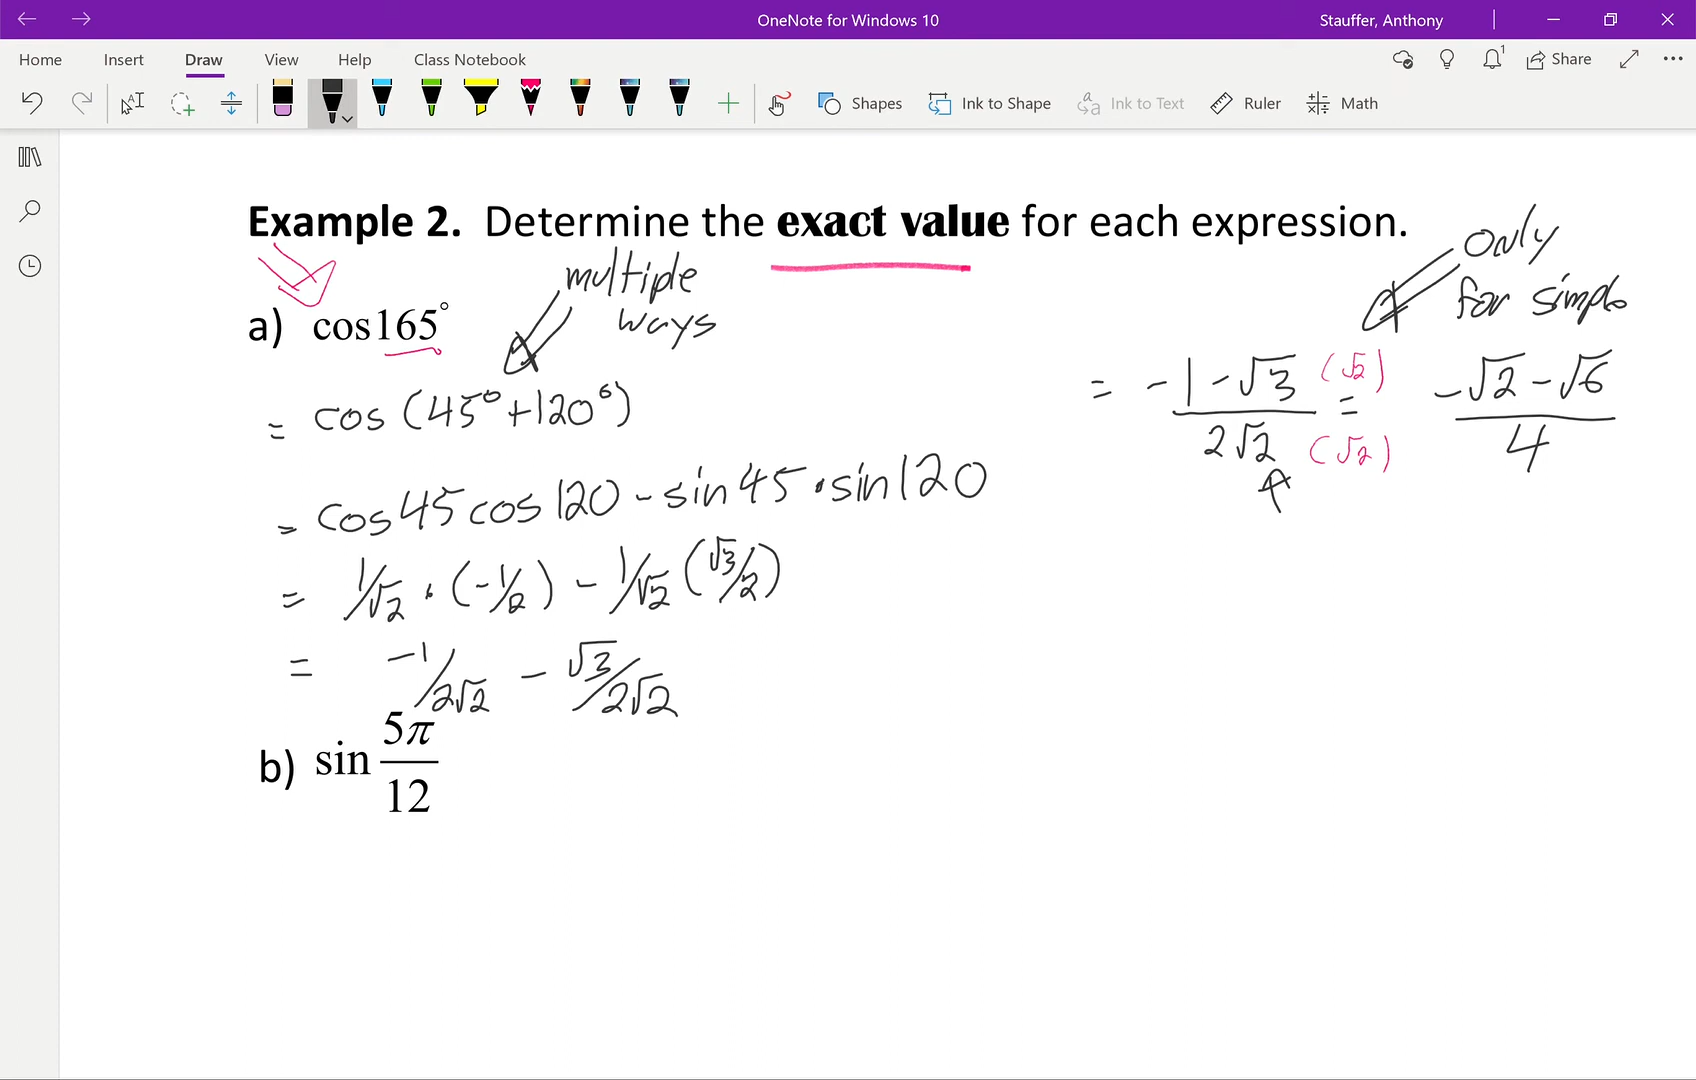 OneNote for Windows 10
Stauffer, Anthony
Home Insert Draw View Help Class Notebook
1 Share
Shapes Ink to Shape Ink to Text Ruler Math
Example 2. Determine the exact value for each expression.
only
for simple
multiple
ways
a) cos165°
= cos (45° + 120°)
= cos45 cos120 - sin45 · sin120
= 1/√2 · (-1/2) - 1/√2 (√3/2)
= -1/2√2 - √3/2√2
= -1-√3 / 2√2 (√2) / (√2) = -√2-√6 / 4
b) sin 5π/12